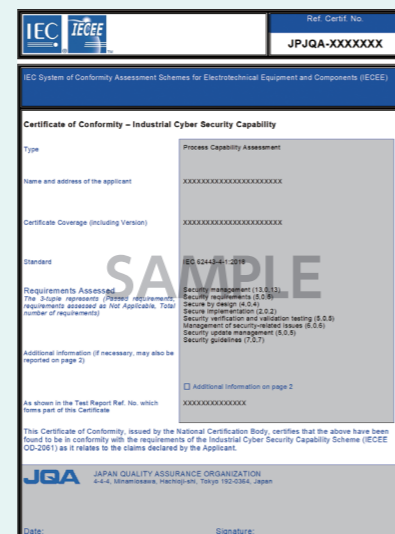 IEC IECEE
Ref. Certif. No.
JPJQA-XXXXXXX
IEC System of Conformity Assessment Schemes for Electrotechnical Equipment and Components (IECEE)
Certificate of Conformity – Industrial Cyber Security Capability
Type
Process Capability Assessment
Name and address of the applicant
XXXXXXXXXXXXXXXXXXXXXX
Certificate Coverage (including Version)
XXXXXXXXXXXXXXXXXXXXXX
Standard
IEC 62443-4-1:2018
SAMPLE
Requirements Assessed
The 3-tuple represents (Passed requirements,
requirements assessed as Not Applicable, Total
number of requirements)
Security management (13,0,13)
Security requirements (5,0,5)
Secure by design (4,0,4)
Secure implementation (2,0,2)
Security verification and validation testing (5,0,5)
Management of security-related issues (6,0,6)
Security update management (5,0,5)
Security guidelines (7,0,7)
Additional information (if necessary, may also be
reported on page 2)
Additional Information on page 2
As shown in the Test Report Ref. No. which
forms part of this Certificate
XXXXXXXXXXXXXX
This Certificate of Conformity, issued by the National Certification Body, certifies that the above have been
found to be in conformity with the requirements of the Industrial Cyber Security Capability Scheme (IECEE
OD-2061) as it relates to the claims declared by the Applicant.
JQA
JAPAN QUALITY ASSURANCE ORGANIZATION
4-4-4, Minamiosawa, Hachioji-shi, Tokyo 192-0364, Japan
Date:
Signature: